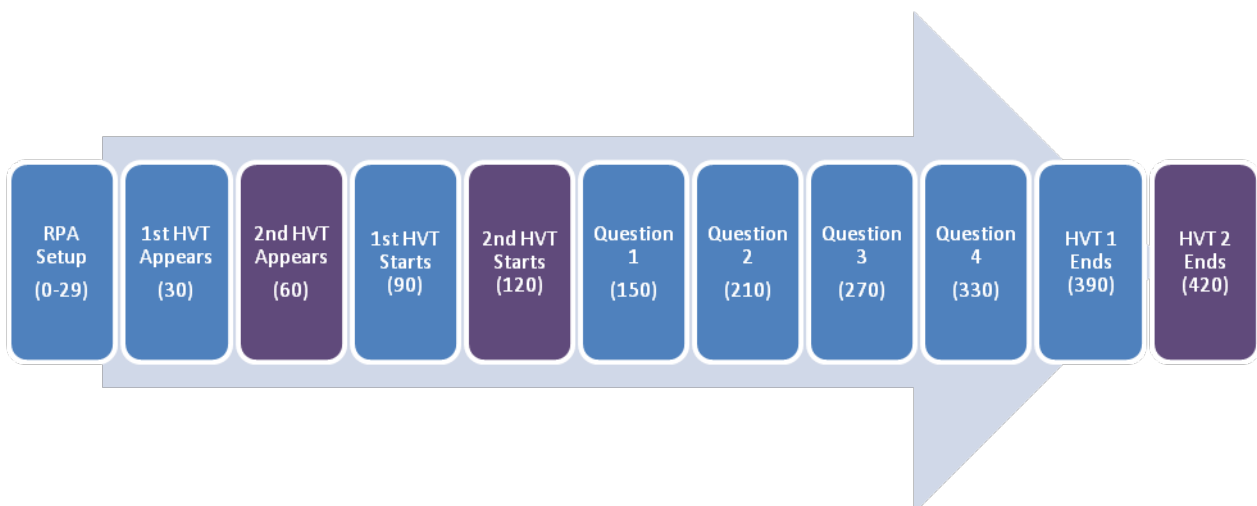 RPA
Setup
(0-29)
1st HVT
Appears
(30)
2nd HVT
Appears
(60)
1st HVT
Starts
(90)
2nd HVT
Starts
(120)
Question
1
(150)
Question
2
(210)
Question
3
(270)
Question
4
(330)
HVT 1
Ends
(390)
HVT 2
Ends
(420)